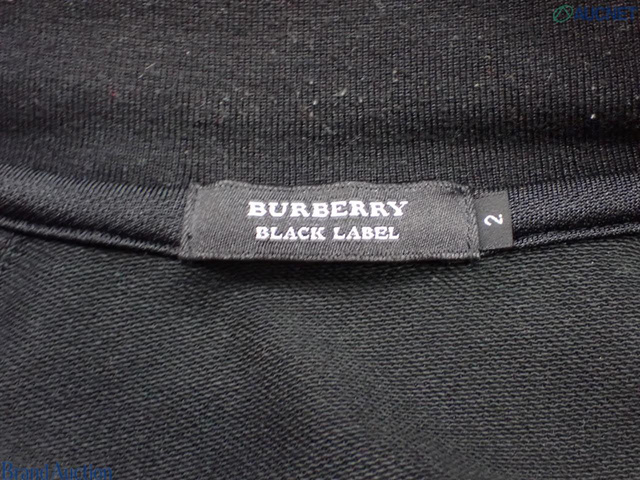 BURBERRY
BLACK LABEL
2
Brand Auction